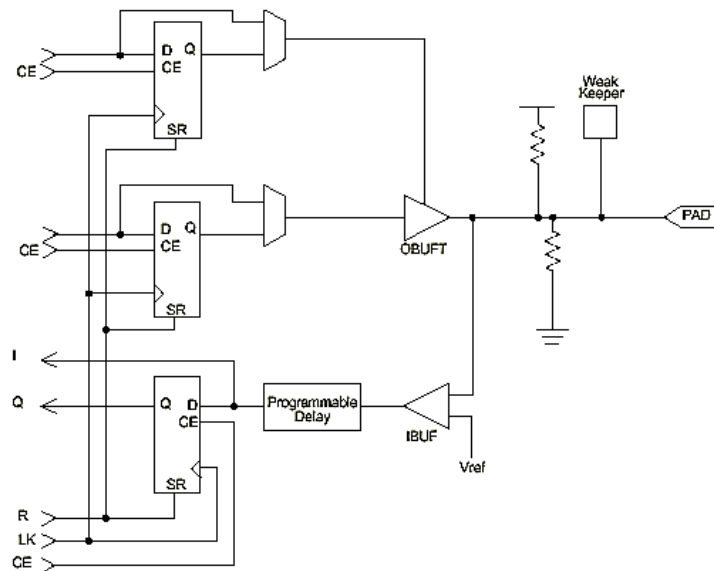 D Q
CE
CE
SR
Weak
Keeper
D
CE
CE
Q
SR
OBUFT
PAD
I
Q
Q D
CE
SR
Programmable
Delay
IBUF
Vref
R
LK
CE